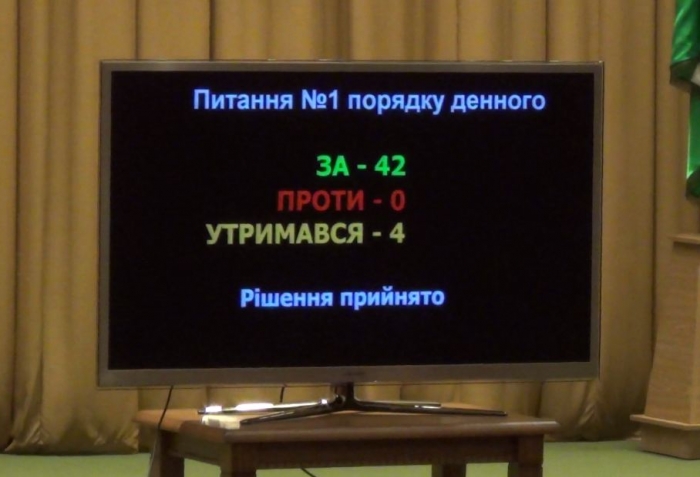 Питання №1 порядку денного
ЗА - 42
ПРОТИ - 0
УТРИМАВСЯ - 4
Рішення прийнято